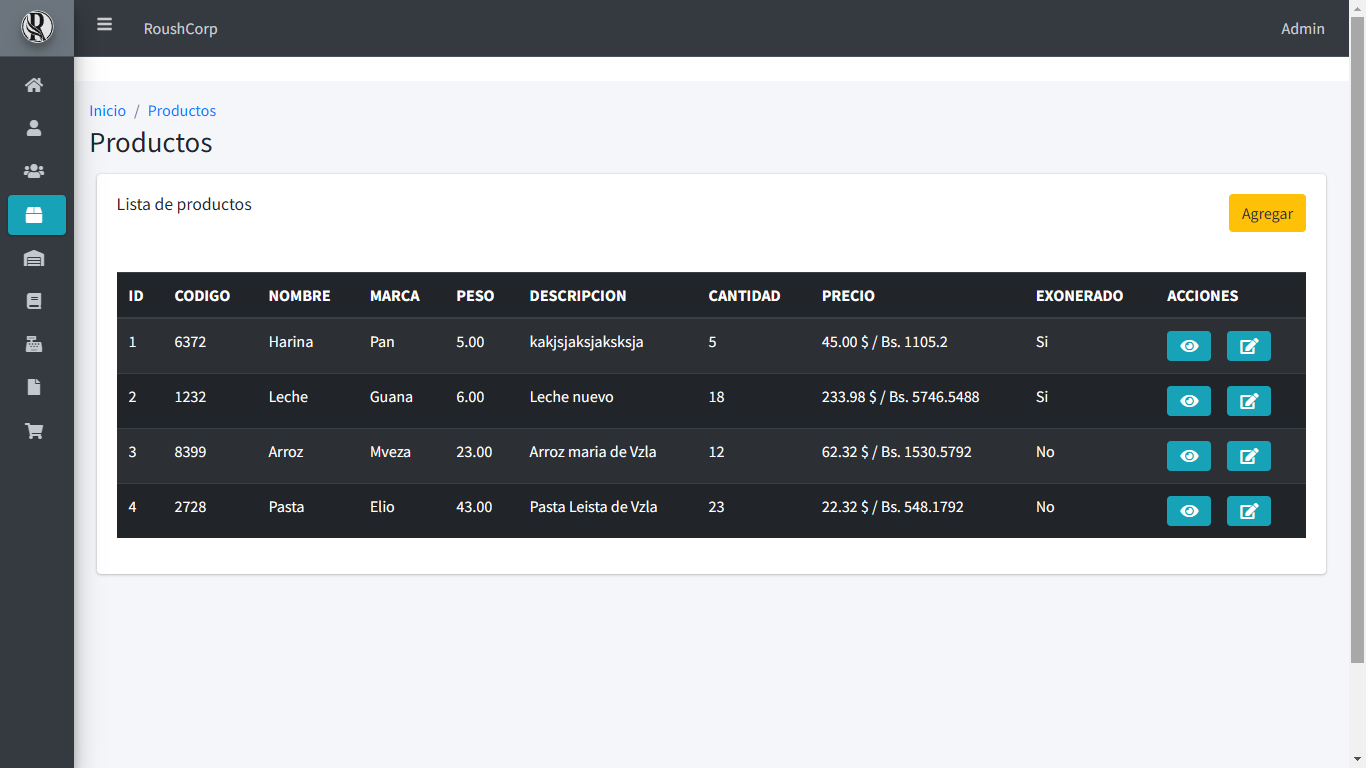 RoushCorp Admin
Inicio / Productos
Productos
Lista de productos Agregar
ID CODIGO NOMBRE MARCA PESO DESCRIPCION CANTIDAD PRECIO EXONERADO ACCIONES
1 6372 Harina Pan 5.00 kakjsjaksjaksksja 5 45.00 $ / Bs. 1105.2 Si
2 1232 Leche Guana 6.00 Leche nuevo 18 233.98 $ / Bs. 5746.5488 Si
3 8399 Arroz Mveza 23.00 Arroz maria de Vzla 12 62.32 $ / Bs. 1530.5792 No
4 2728 Pasta Elio 43.00 Pasta Leista de Vzla 23 22.32 $ / Bs. 548.1792 No